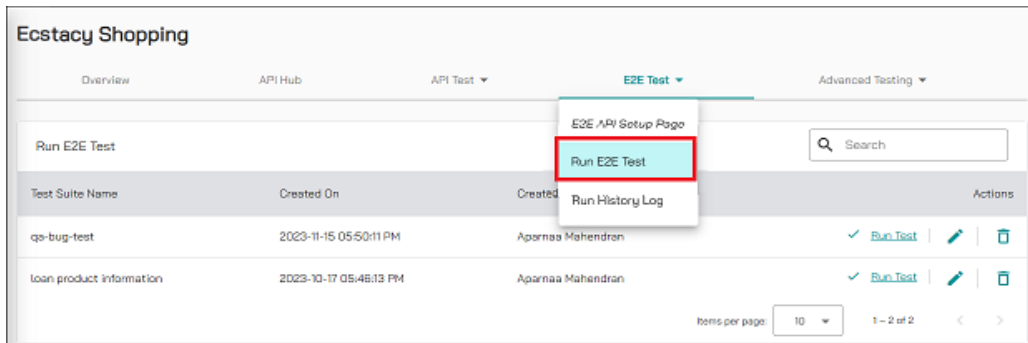 Ecstacy Shopping
Overview API Hub API Test E2E Test Advanced Testing
E2E API Setup Page
Run E2E Test Run E2E Test Search
Test Suite Name Created On Created Run History Log Actions
qa-bug-test 2023-11-15 05:50:11 PM Aparnaa Mahendran Run Test
loan product information 2023-10-17 05:46:13 PM Aparnaa Mahendran Run Test
Items per page: 10 1 – 2 of 2